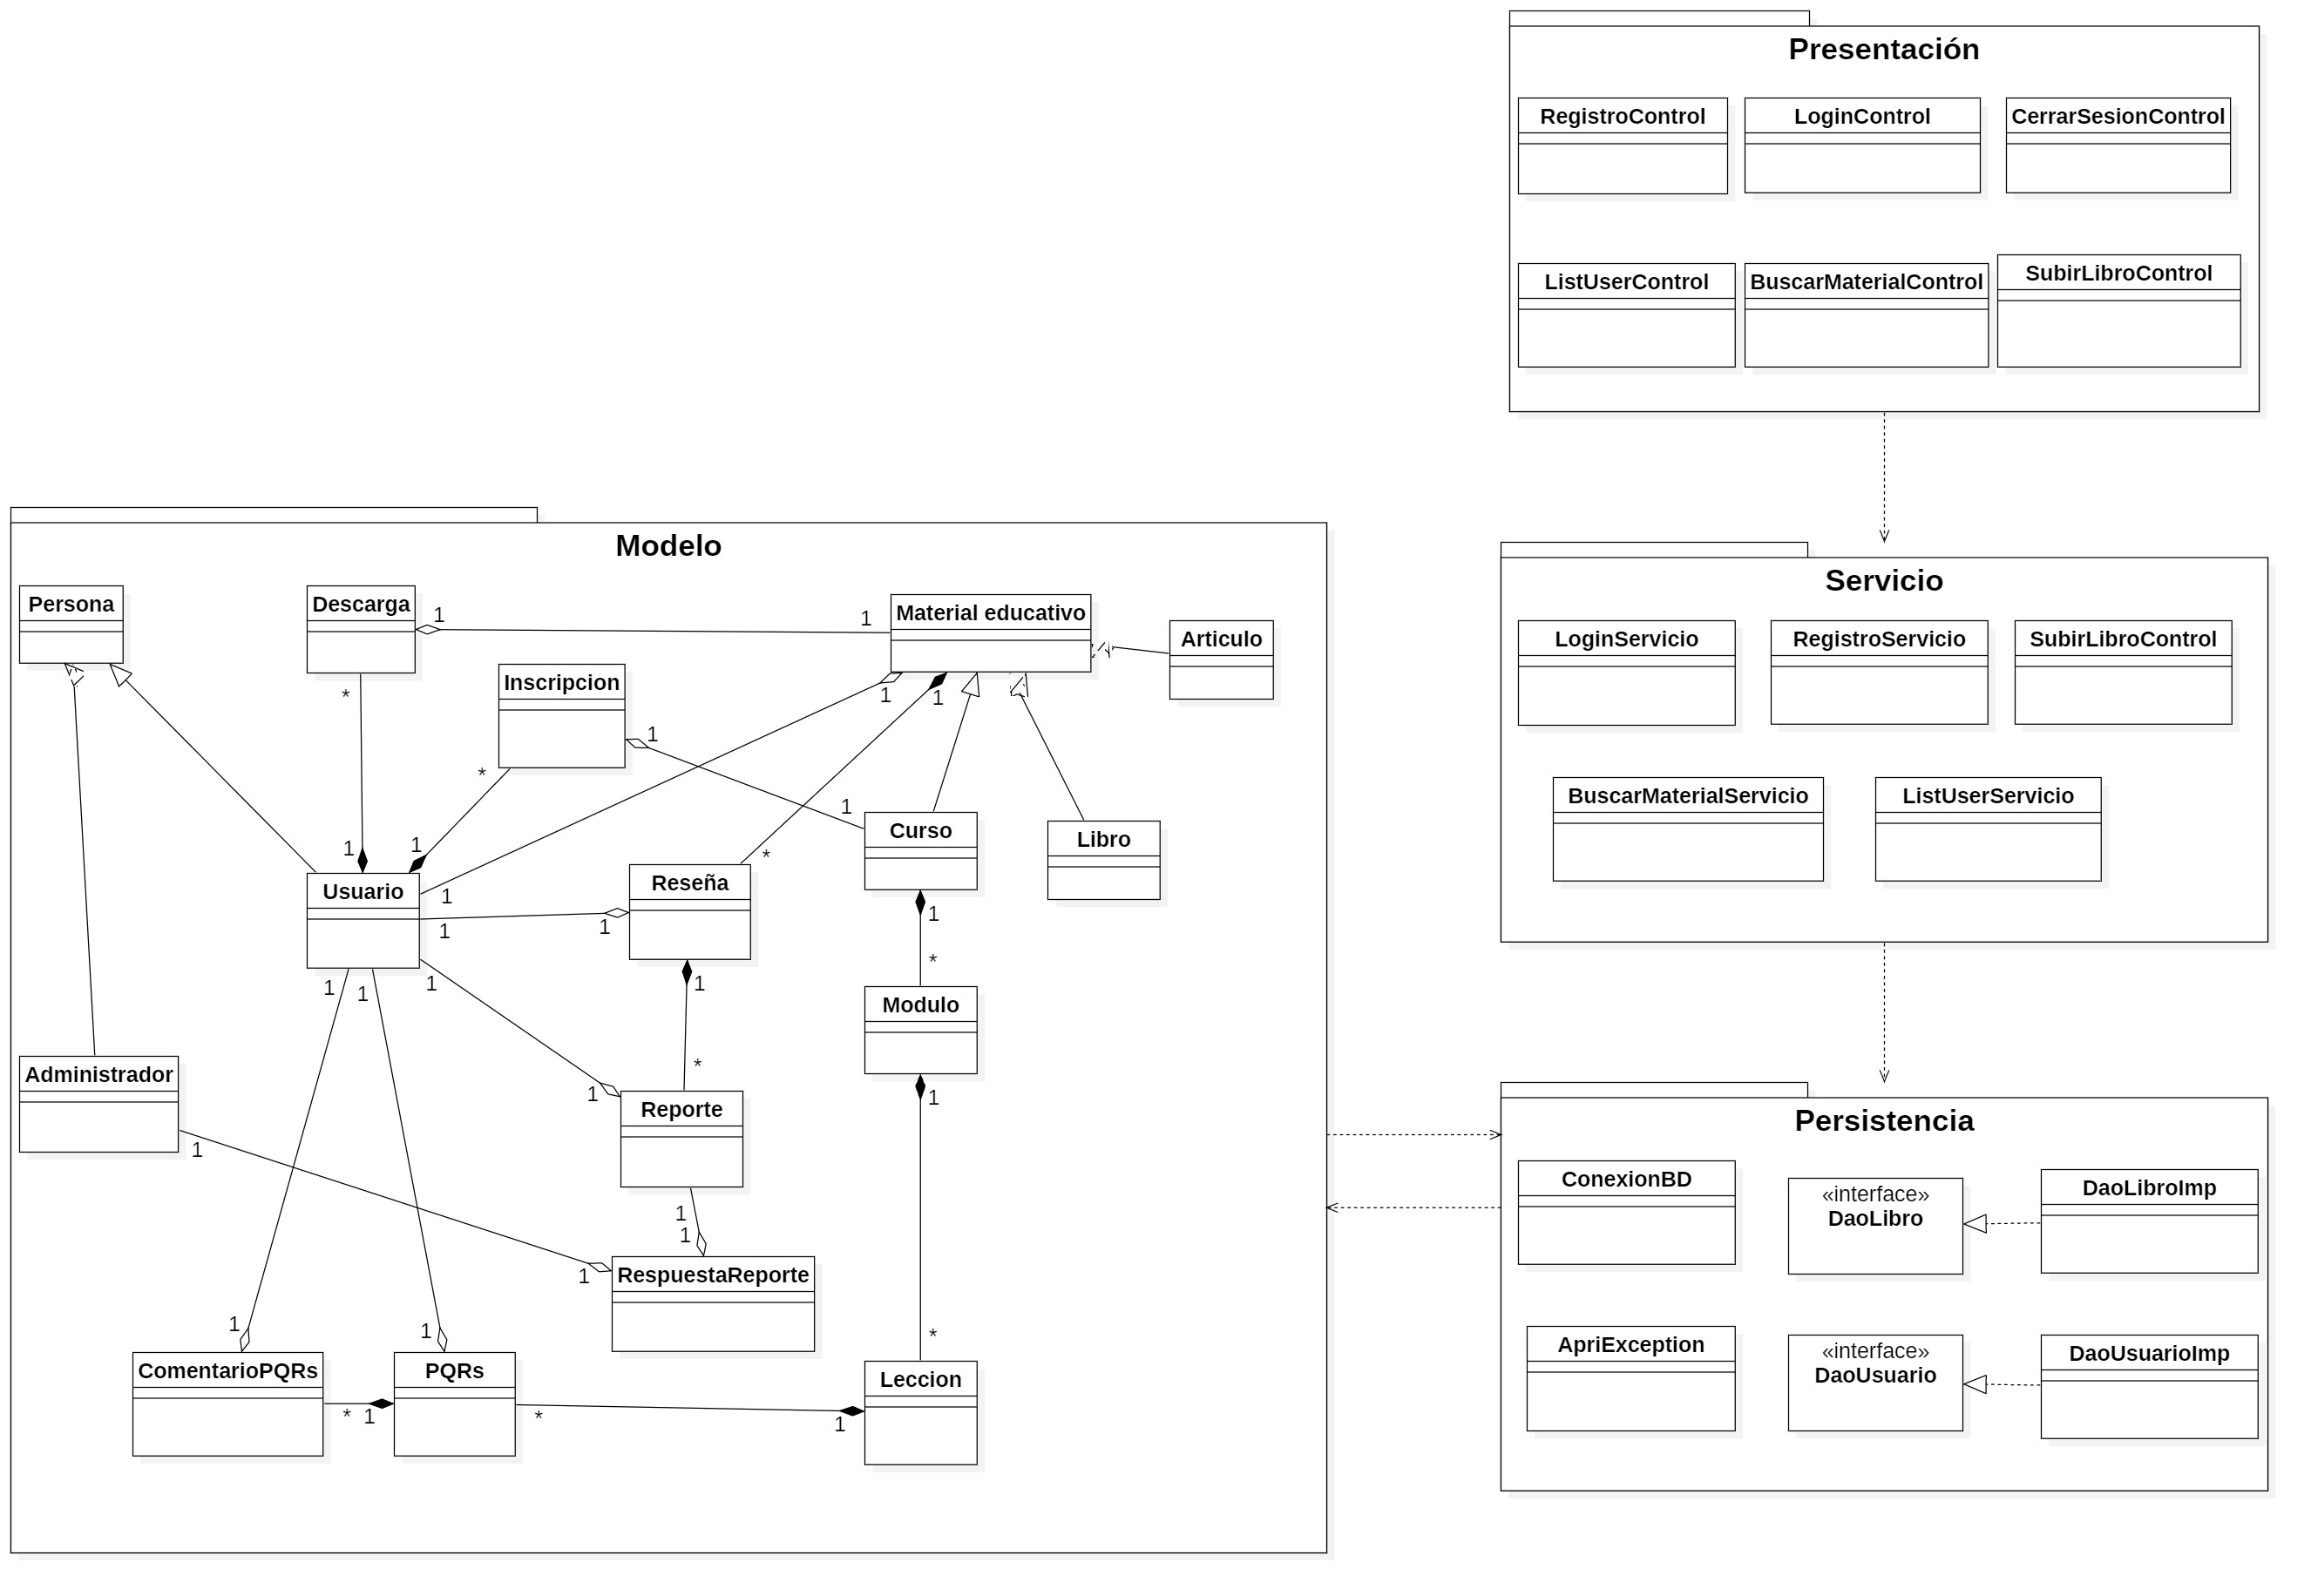 Presentación
RegistroControl
LoginControl
CerrarSesionControl
ListUserControl
BuscarMaterialControl
SubirLibroControl
Modelo
Persona
Descarga
1
1
Material educativo
Articulo
*
Inscripcion
1
1
1
*
1
Curso
Libro
1
1
*
Usuario
1
Reseña
1
1
1
*
1
1
1
1
Modulo
*
Administrador
1
Reporte
1
1
1
1
1
RespuestaReporte
1
1
*
ComentarioPQRs
PQRs
Leccion
*
1
*
1
Servicio
LoginServicio
RegistroServicio
SubirLibroControl
BuscarMaterialServicio
ListUserServicio
Persistencia
ConexionBD
«interface»
DaoLibro
DaoLibroImp
ApriException
«interface»
DaoUsuario
DaoUsuarioImp